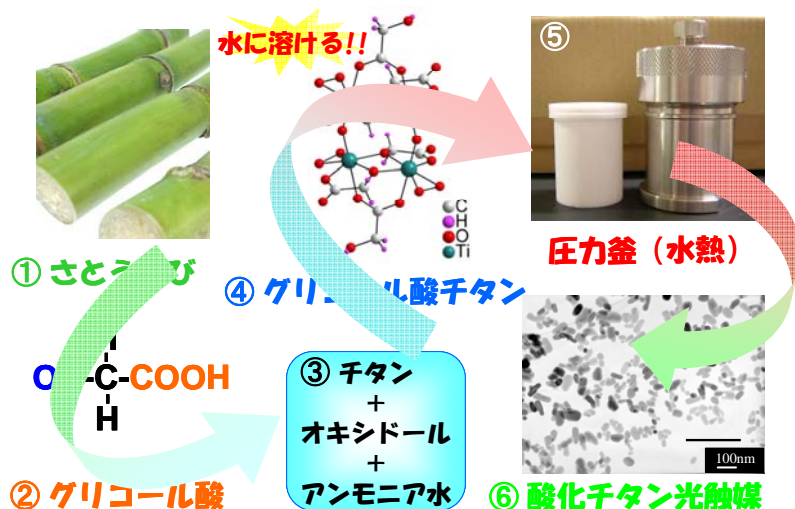 ① さとうきび
H
O -C-COOH
H
② グリコール酸
③ チタン
+
オキシドール
+
アンモニア水
水に溶ける!!
C
H
O
Ti
④ グリコール酸チタン
⑤
圧力釜（水熱）
100nm
⑥ 酸化チタン光触媒